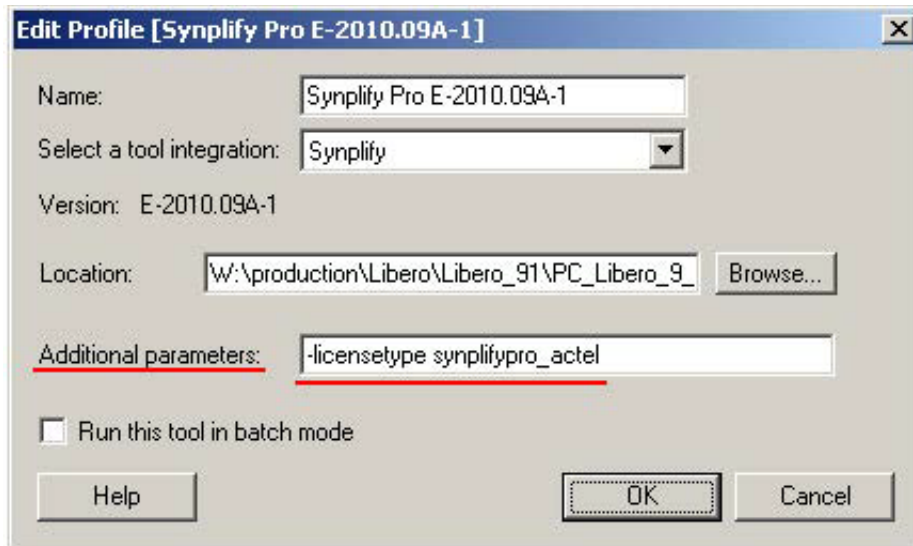 Edit Profile [Synplify Pro E-2010.09A-1]
Name: Synplify Pro E-2010.09A-1
Select a tool integration: Synplify
Version: E-2010.09A-1
Location: W:\production\Libero\Libero_91\PC_Libero_9_ Browse...
Additional parameters: -licensetype synplifypro_actel
Run this tool in batch mode
Help OK Cancel